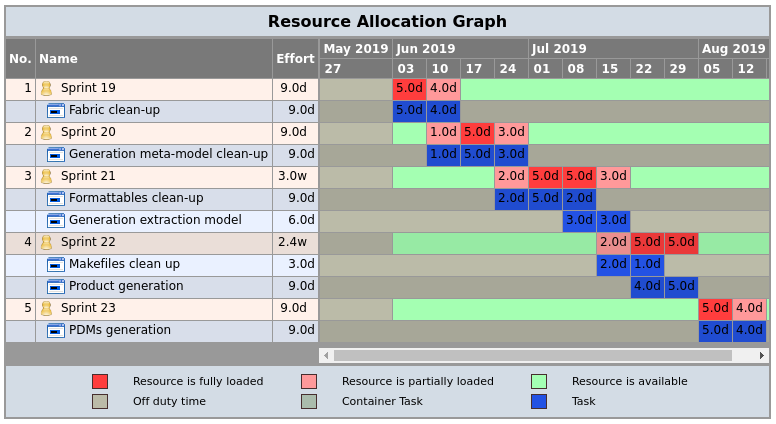 Resource Allocation Graph
No. Name Effort May 2019 Jun 2019 Jul 2019 Aug 2019
27 03 10 17 24 01 08 15 22 29 05 12
1 Sprint 19 9.0d 5.0d 4.0d
Fabric clean-up 9.0d 5.0d 4.0d
2 Sprint 20 9.0d 1.0d 5.0d 3.0d
Generation meta-model clean-up 9.0d 1.0d 5.0d 3.0d
3 Sprint 21 3.0w 2.0d 5.0d 5.0d 3.0d
Formattables clean-up 9.0d 2.0d 5.0d 2.0d
Generation extraction model 6.0d 3.0d 3.0d
4 Sprint 22 2.4w 2.0d 5.0d 5.0d
Makefiles clean up 3.0d 2.0d 1.0d
Product generation 9.0d 4.0d 5.0d
5 Sprint 23 9.0d 5.0d 4.0d
PDMs generation 9.0d 5.0d 4.0d
Resource is fully loaded Resource is partially loaded Resource is available
Off duty time Container Task Task